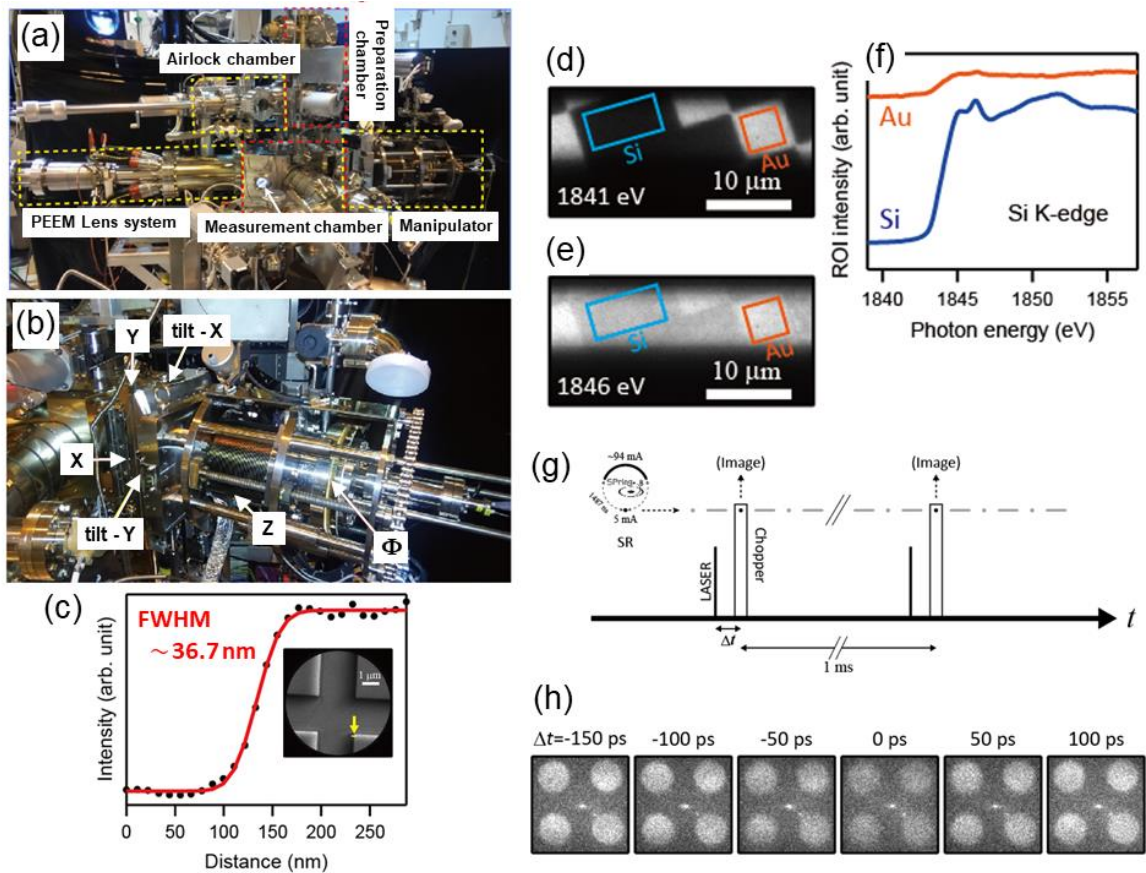 (a)
Airlock chamber
Preparation
chamber
PEEM Lens system
Measurement chamber
Manipulator
(b)
Y
tilt - X
X
tilt - Y
Z
Φ
(c)
FWHM
~36.7 nm
1 μm
Intensity (arb. unit)
0 50 100 150 200 250
Distance (nm)
(d)
Si
Au
1841 eV
10 μm
(e)
Si
Au
1846 eV
10 μm
(f)
Au
Si
Si K-edge
ROI intensity (arb. unit)
1840 1845 1850 1855
Photon energy (eV)
(g)
~94 mA
SPring-8
1487 ns
5 mA
SR
(Image)
(Image)
LASER
Chopper
Δt
1 ms
t
(h)
Δt=-150 ps -100 ps -50 ps 0 ps 50 ps 100 ps